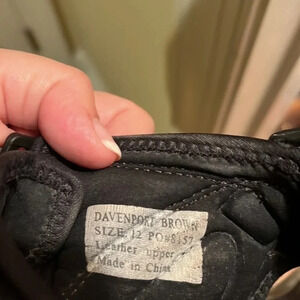 DAVENPORT BROWN
SIZE 12 PO#8157
Leather upper
Made in China